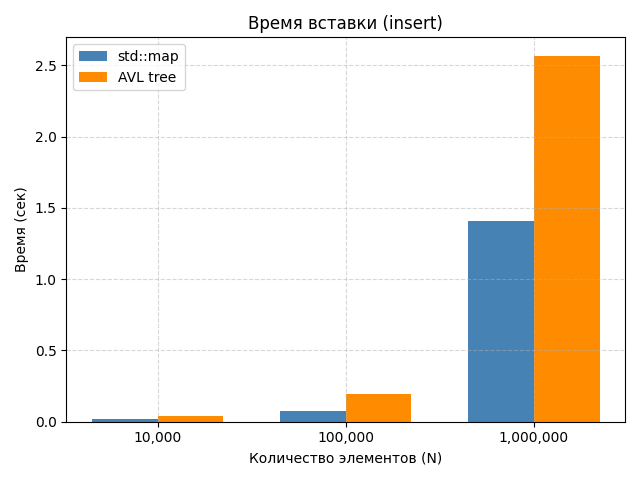 Время вставки (insert)
std::map
AVL tree
Время (сек)
2.5
2.0
1.5
1.0
0.5
0.0
10,000
100,000
1,000,000
Количество элементов (N)